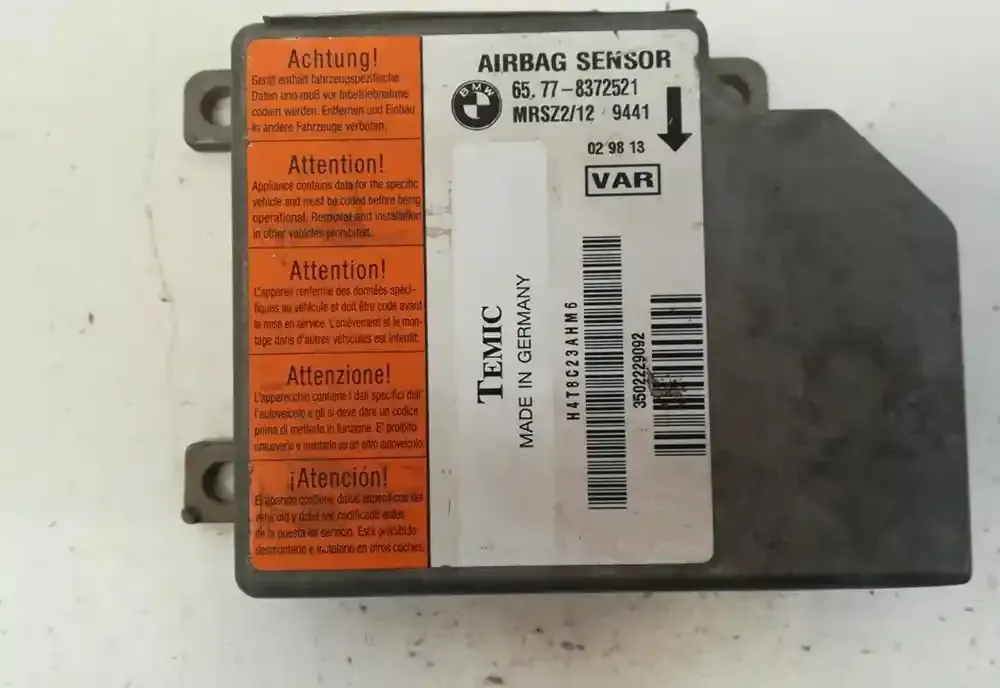 Achtung!
Gerät enthält fahrzeugspezifische
Daten und muß vor Inbetriebnahme
codiert werden. Entfernen und Einbau
in andere Fahrzeuge verboten.
Attention!
Appliance contains data for the specific
vehicle and must be coded before being
operational. Removal and installation
in other vehicles prohibited.
Attention!
L'appareil renferme des données spéci-
fiques au véhicule et doit être codé avant
la mise en service. L'enlèvement et le mon-
tage dans d'autres véhicules est interdit.
Attenzione!
L'apparecchio contiene i dati specifici dell'
autoveicolo e gli si deve dare un codice
prima di metterlo in funzione. E' proibito
smuoverlo e montarlo su un altro autoveicolo.
¡Atención!
El aparato contiene datos específicos del
vehículo y debe ser codificado antes
de la puesta en servicio. Está prohibido
desmontarlo e instalarlo en otros coches.
AIRBAG SENSOR
BMW
65.77-8372521
MRSZ2/12 9441
02 98 13
VAR
TEMIC
MADE IN GERMANY
H4T8C23AHM6
3502229092